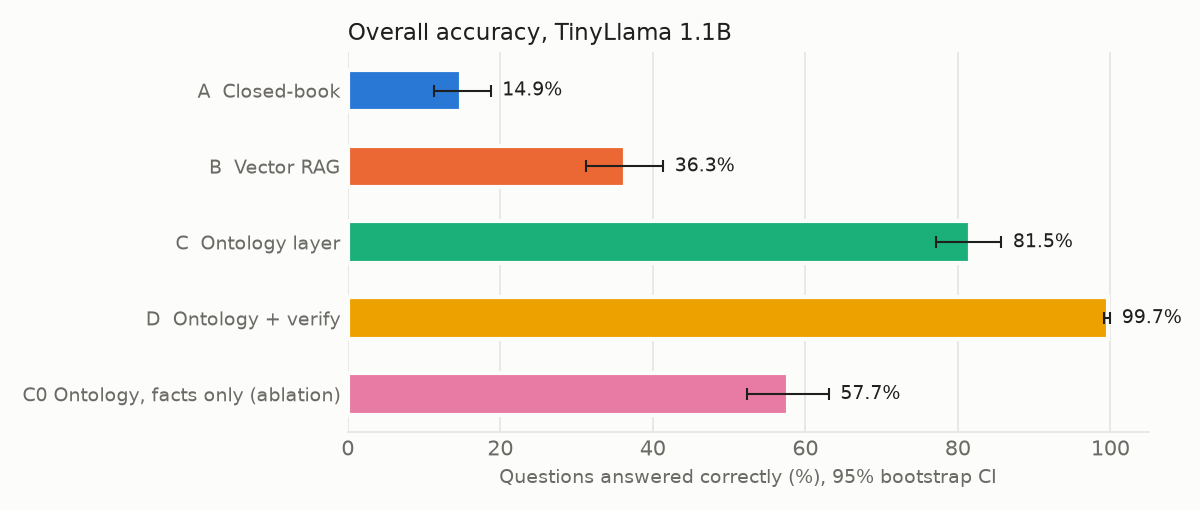 Overall accuracy, TinyLlama 1.1B
A  Closed-book
14.9%
B  Vector RAG
36.3%
C  Ontology layer
81.5%
D  Ontology + verify
99.7%
C0 Ontology, facts only (ablation)
57.7%
0 20 40 60 80 100
Questions answered correctly (%), 95% bootstrap CI